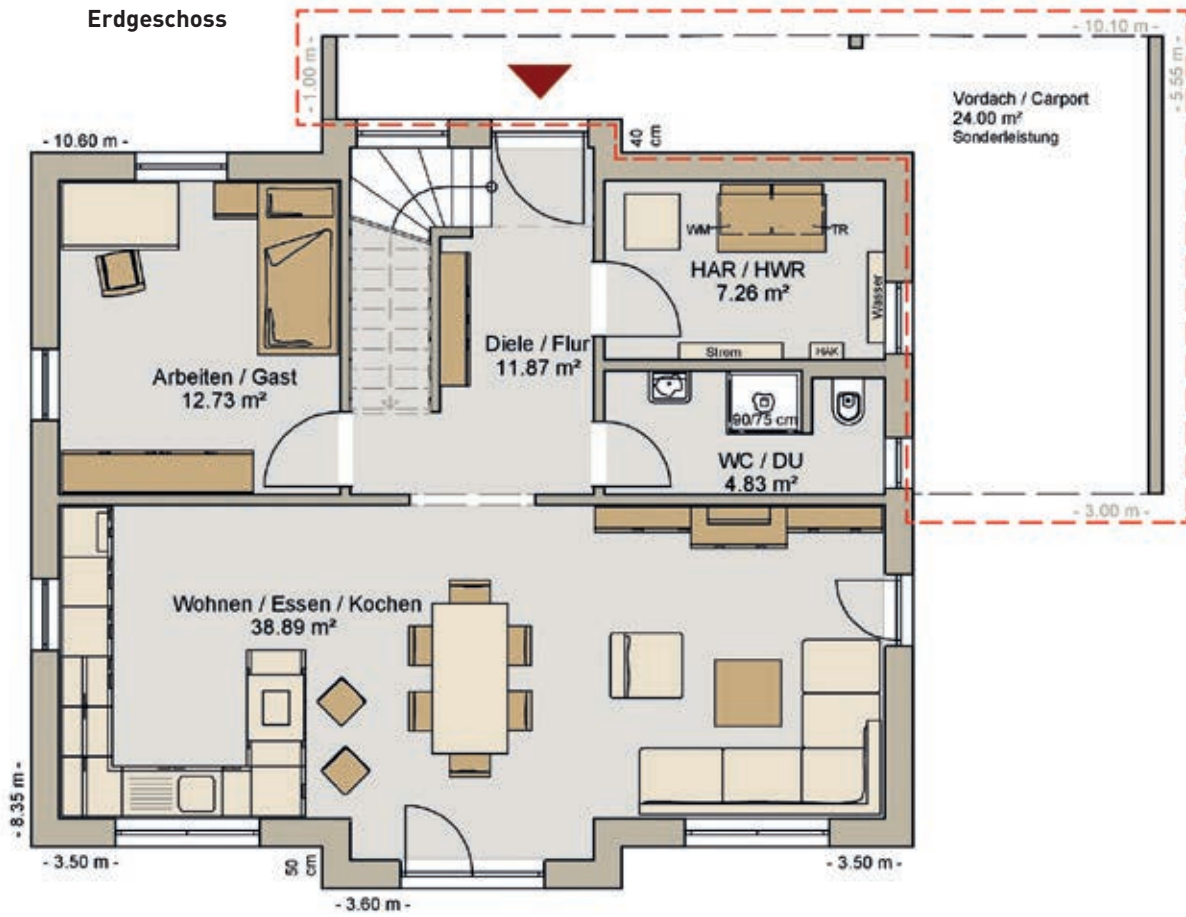 Erdgeschoss
- 10.10 m -
- 1.00 m -
- 5.55 m -
Vordach / Carport
24.00 m²
Sonderleistung
- 10.60 m -
40
cm
WM
TR
HAR / HWR
7.26 m²
Wasser
Strom
HAK
Diele / Flur
11.87 m²
Arbeiten / Gast
12.73 m²
90/75 cm
WC / DU
4.83 m²
- 3.00 m -
Wohnen / Essen / Kochen
38.89 m²
- 8.35 m -
- 3.50 m -
50
cm
- 3.50 m -
- 3.60 m -